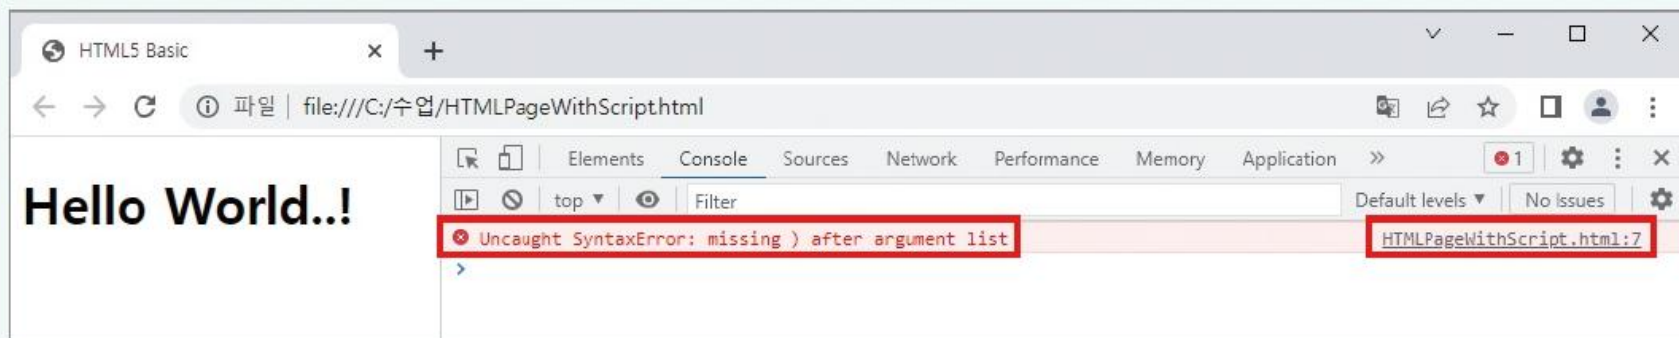 HTML5 Basic
파일 | file:///C:/수업/HTMLPageWithScript.html
Elements Console Sources Network Performance Memory Application » 1
top ▼ Filter Default levels ▼ No Issues
Hello World..!
Uncaught SyntaxError: missing ) after argument list HTMLPageWithScript.html:7
>